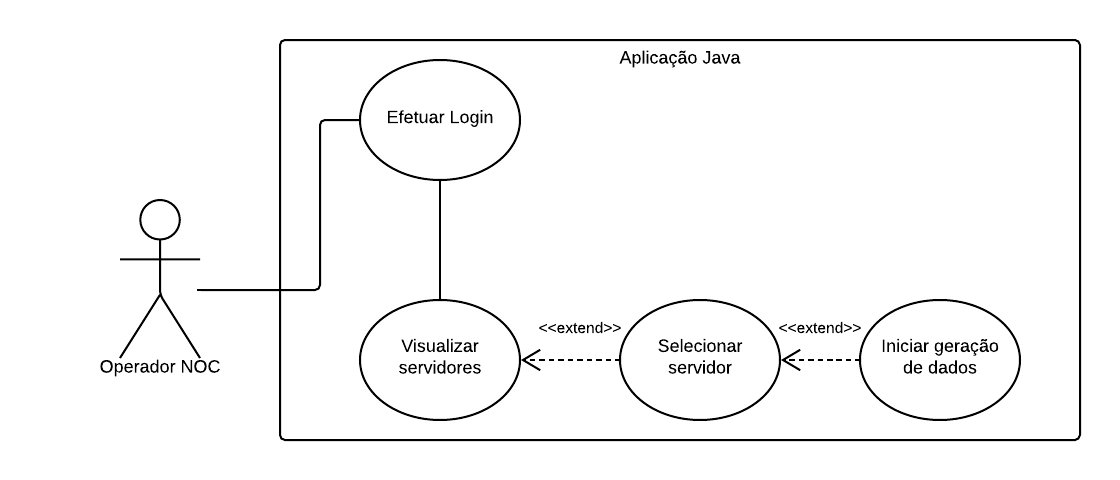 Aplicação Java
Efetuar Login
Operador NOC
Visualizar
servidores
<<extend>>
Selecionar
servidor
<<extend>>
Iniciar geração
de dados